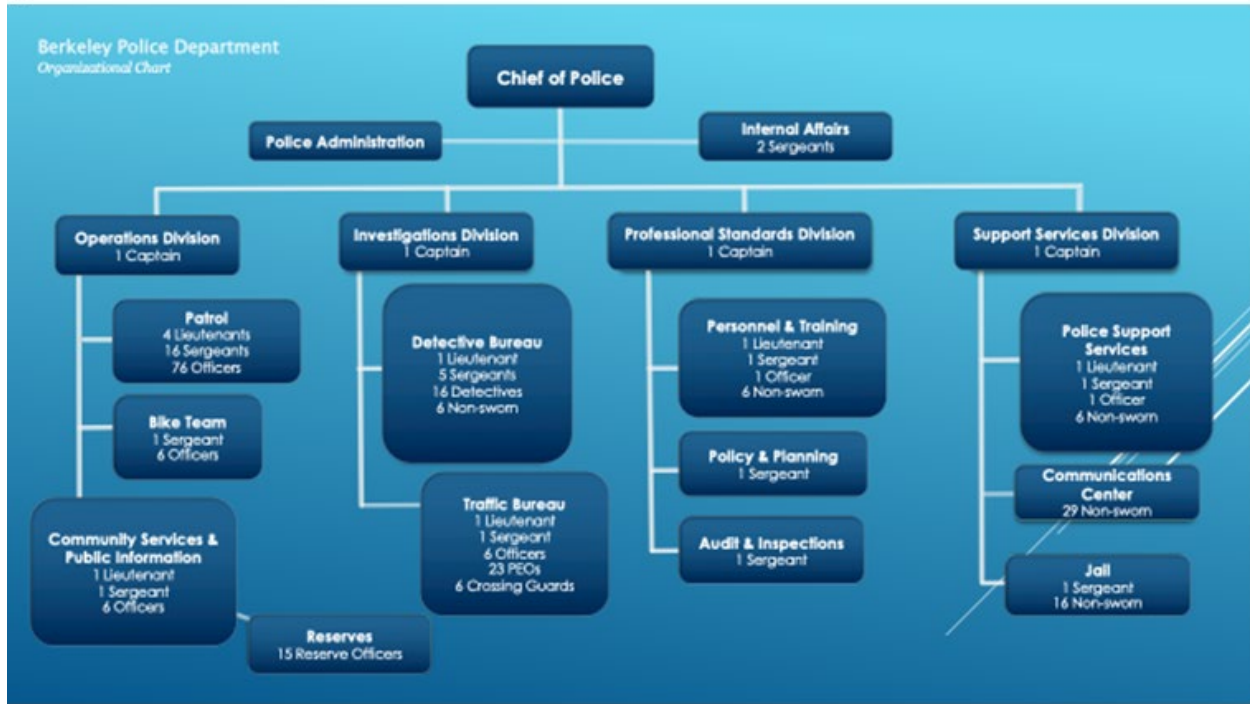 Berkeley Police Department
Organizational Chart
Chief of Police
Police Administration
Internal Affairs
2 Sergeants
Operations Division
1 Captain
Patrol
4 Lieutenants
16 Sergeants
76 Officers
Bike Team
1 Sergeant
6 Officers
Community Services &
Public Information
1 Lieutenant
1 Sergeant
6 Officers
Reserves
15 Reserve Officers
Investigations Division
1 Captain
Detective Bureau
1 Lieutenant
5 Sergeants
16 Detectives
6 Non-sworn
Traffic Bureau
1 Lieutenant
1 Sergeant
6 Officers
23 PEOs
6 Crossing Guards
Professional Standards Division
1 Captain
Personnel & Training
1 Lieutenant
1 Sergeant
1 Officer
6 Non-sworn
Policy & Planning
1 Sergeant
Audit & Inspections
1 Sergeant
Support Services Division
1 Captain
Police Support
Services
1 Lieutenant
1 Sergeant
1 Officer
6 Non-sworn
Communications
Center
29 Non-sworn
Jail
1 Sergeant
16 Non-sworn